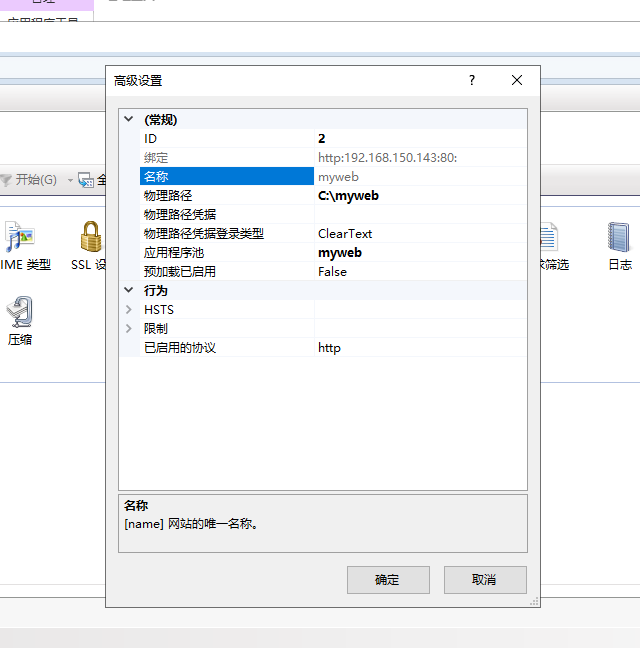 高级设置
?
(常规)
ID 2
绑定 http:192.168.150.143:80:
名称 myweb
物理路径 C:\myweb
物理路径凭据
物理路径凭据登录类型 ClearText
应用程序池 myweb
预加载已启用 False
行为
HSTS
限制
已启用的协议 http
名称
[name] 网站的唯一名称。
确定 取消
开始(G)
全
IME 类型
SSL 设
筛选
日志
压缩